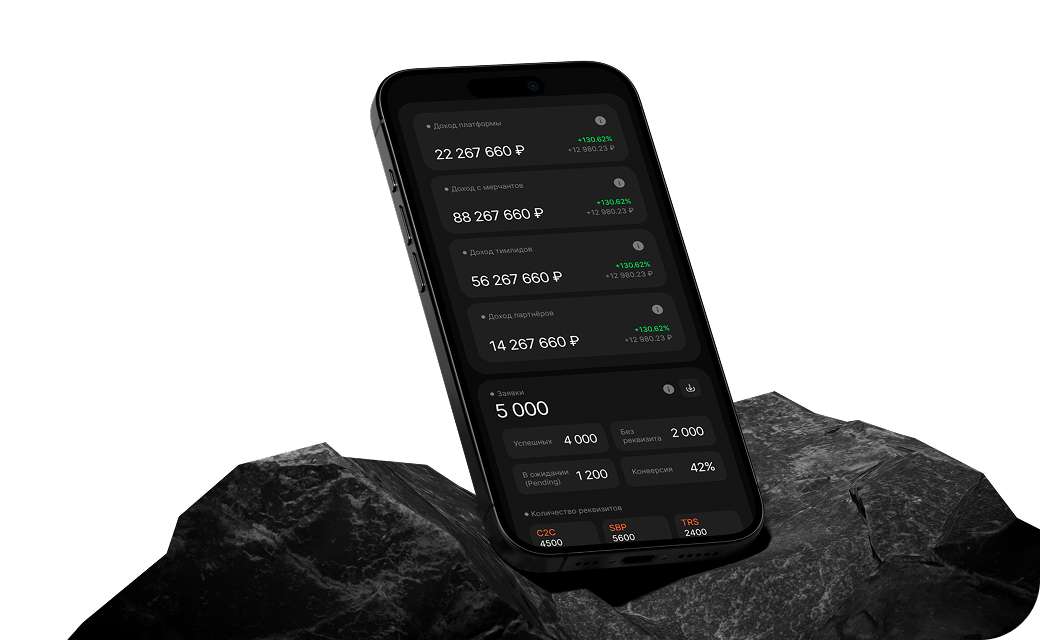 Доход платформы
22 267 660 ₽
+130.62%
+12 980.23 ₽
Доход с мерчантов
88 267 660 ₽
+130.62%
+12 980.23 ₽
Доход тимлидов
56 267 660 ₽
+130.62%
+12 980.23 ₽
Доход партнёров
14 267 660 ₽
+130.62%
+12 980.23 ₽
Заявки
5 000
Успешных 4 000
Без
реквизита 2 000
В ожидании
(Pending) 1 200
Конверсия 42%
Количество реквизитов
C2C
4500
SBP
5600
TRS
2400